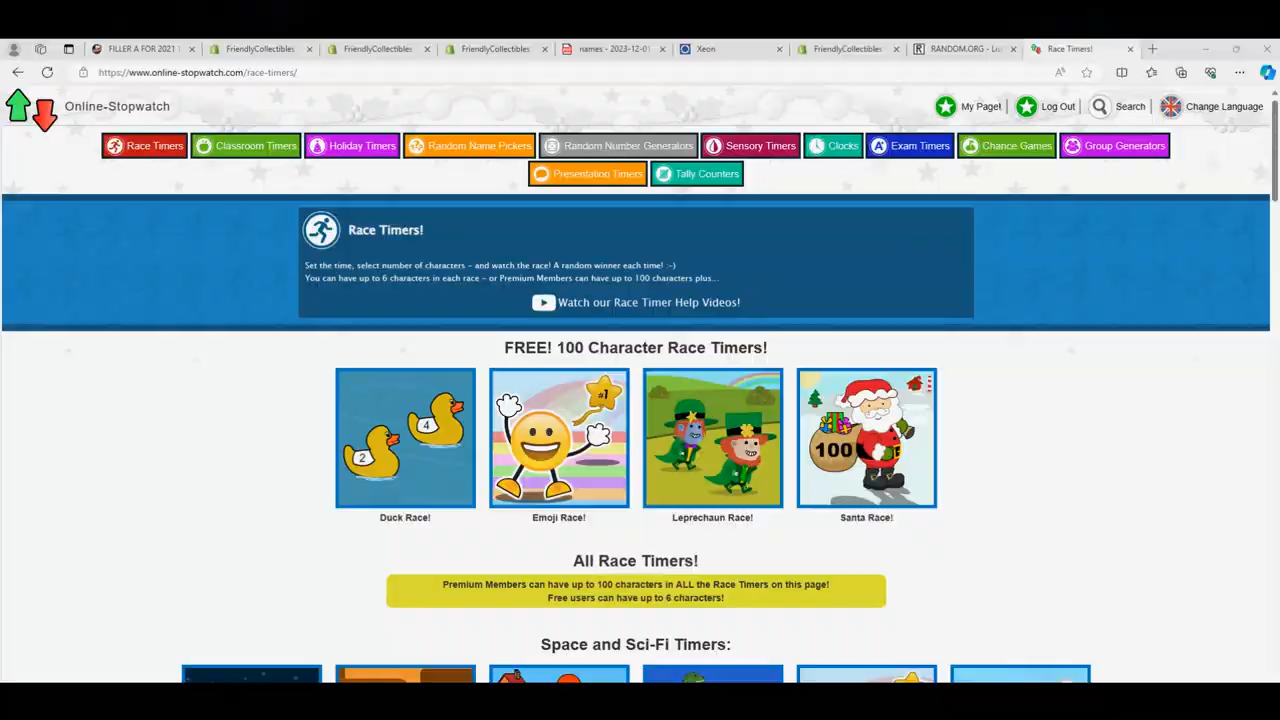 FILLER A FOR 2021
FriendlyCollectibles
FriendlyCollectibles
FriendlyCollectibles
names - 2023-12-01
Xeon
FriendlyCollectibles
RANDOM.ORG - Lis
Race Timers!
https://www.online-stopwatch.com/race-timers/
Online-Stopwatch
My Page!
Log Out
Search
Change Language
Race Timers
Classroom Timers
Holiday Timers
Random Name Pickers
Random Number Generators
Sensory Timers
Clocks
Exam Timers
Chance Games
Group Generators
Presentation Timers
Tally Counters
Race Timers!
Set the time, select number of characters - and watch the race! A random winner each time! :-)
You can have up to 6 characters in each race - or Premium Members can have up to 100 characters plus...
Watch our Race Timer Help Videos!
FREE! 100 Character Race Timers!
2
4
#1
100
Duck Race!
Emoji Race!
Leprechaun Race!
Santa Race!
All Race Timers!
Premium Members can have up to 100 characters in ALL the Race Timers on this page!
Free users can have up to 6 characters!
Space and Sci-Fi Timers: